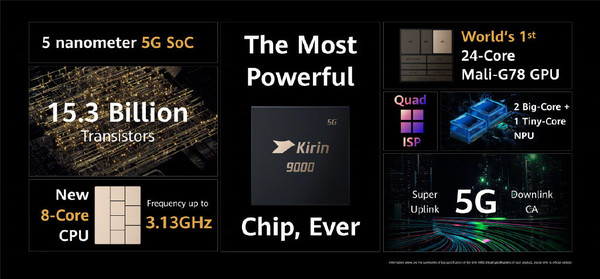 5 nanometer 5G SoC
15.3 Billion
Transistors
New
8-Core
CPU
Frequency up to
3.13GHz
The Most
Powerful
5G
Kirin
9000
Chip, Ever
World's 1st
24-Core
Mali-G78 GPU
Quad
ISP
2 Big-Core +
1 Tiny-Core
NPU
Super
Uplink
5G
Downlink
CA